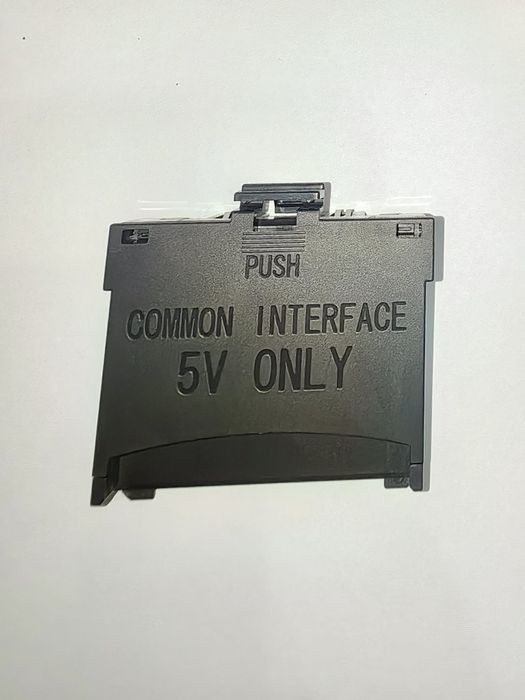 PUSH
COMMON INTERFACE
5V ONLY